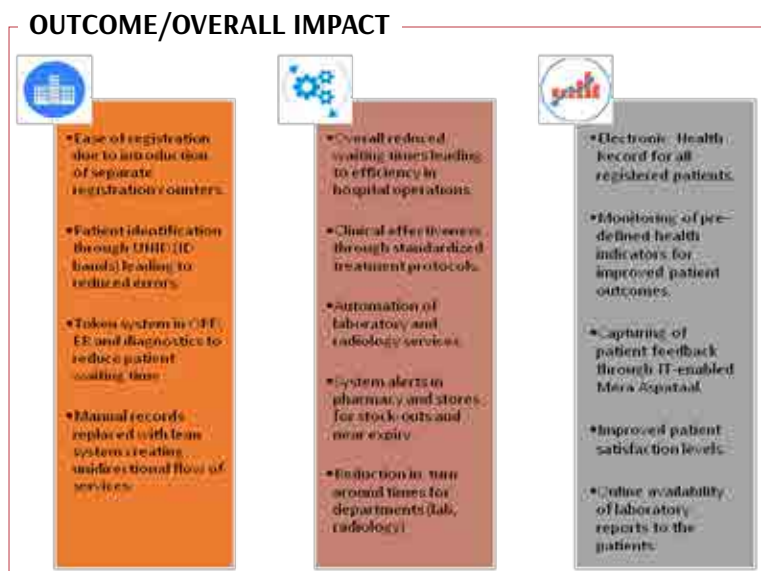 OUTCOME/OVERALL IMPACT
•Ease of registration
due to introduction
of separate
registration counters.
•Patient identification
through UHID (ID
bands) leading to
reduced errors.
•Token system in OPD,
ER and diagnostics to
reduce patient
waiting time
•Manual records
replaced with lean
system creating
unidirectional flow of
services.
•Overall reduced
waiting times leading
to efficiency in
hospital operations.
•Clinical effectiveness
through standardized
treatment protocols.
•Automation of
laboratory and
radiology services.
•System alerts in
pharmacy and stores
for stock-outs and
near expiry.
•Reduction in turn
around times for
departments (lab,
radiology)
•Electronic Health
Record for all
registered patients.
•Monitoring of pre-
defined health
indicators for
improved patient
outcomes.
•Capturing of
patient feedback
through IT-enabled
Mera Aspataal.
•Improved patient
satisfaction levels.
•Online availability
of laboratory
reports to the
patients.